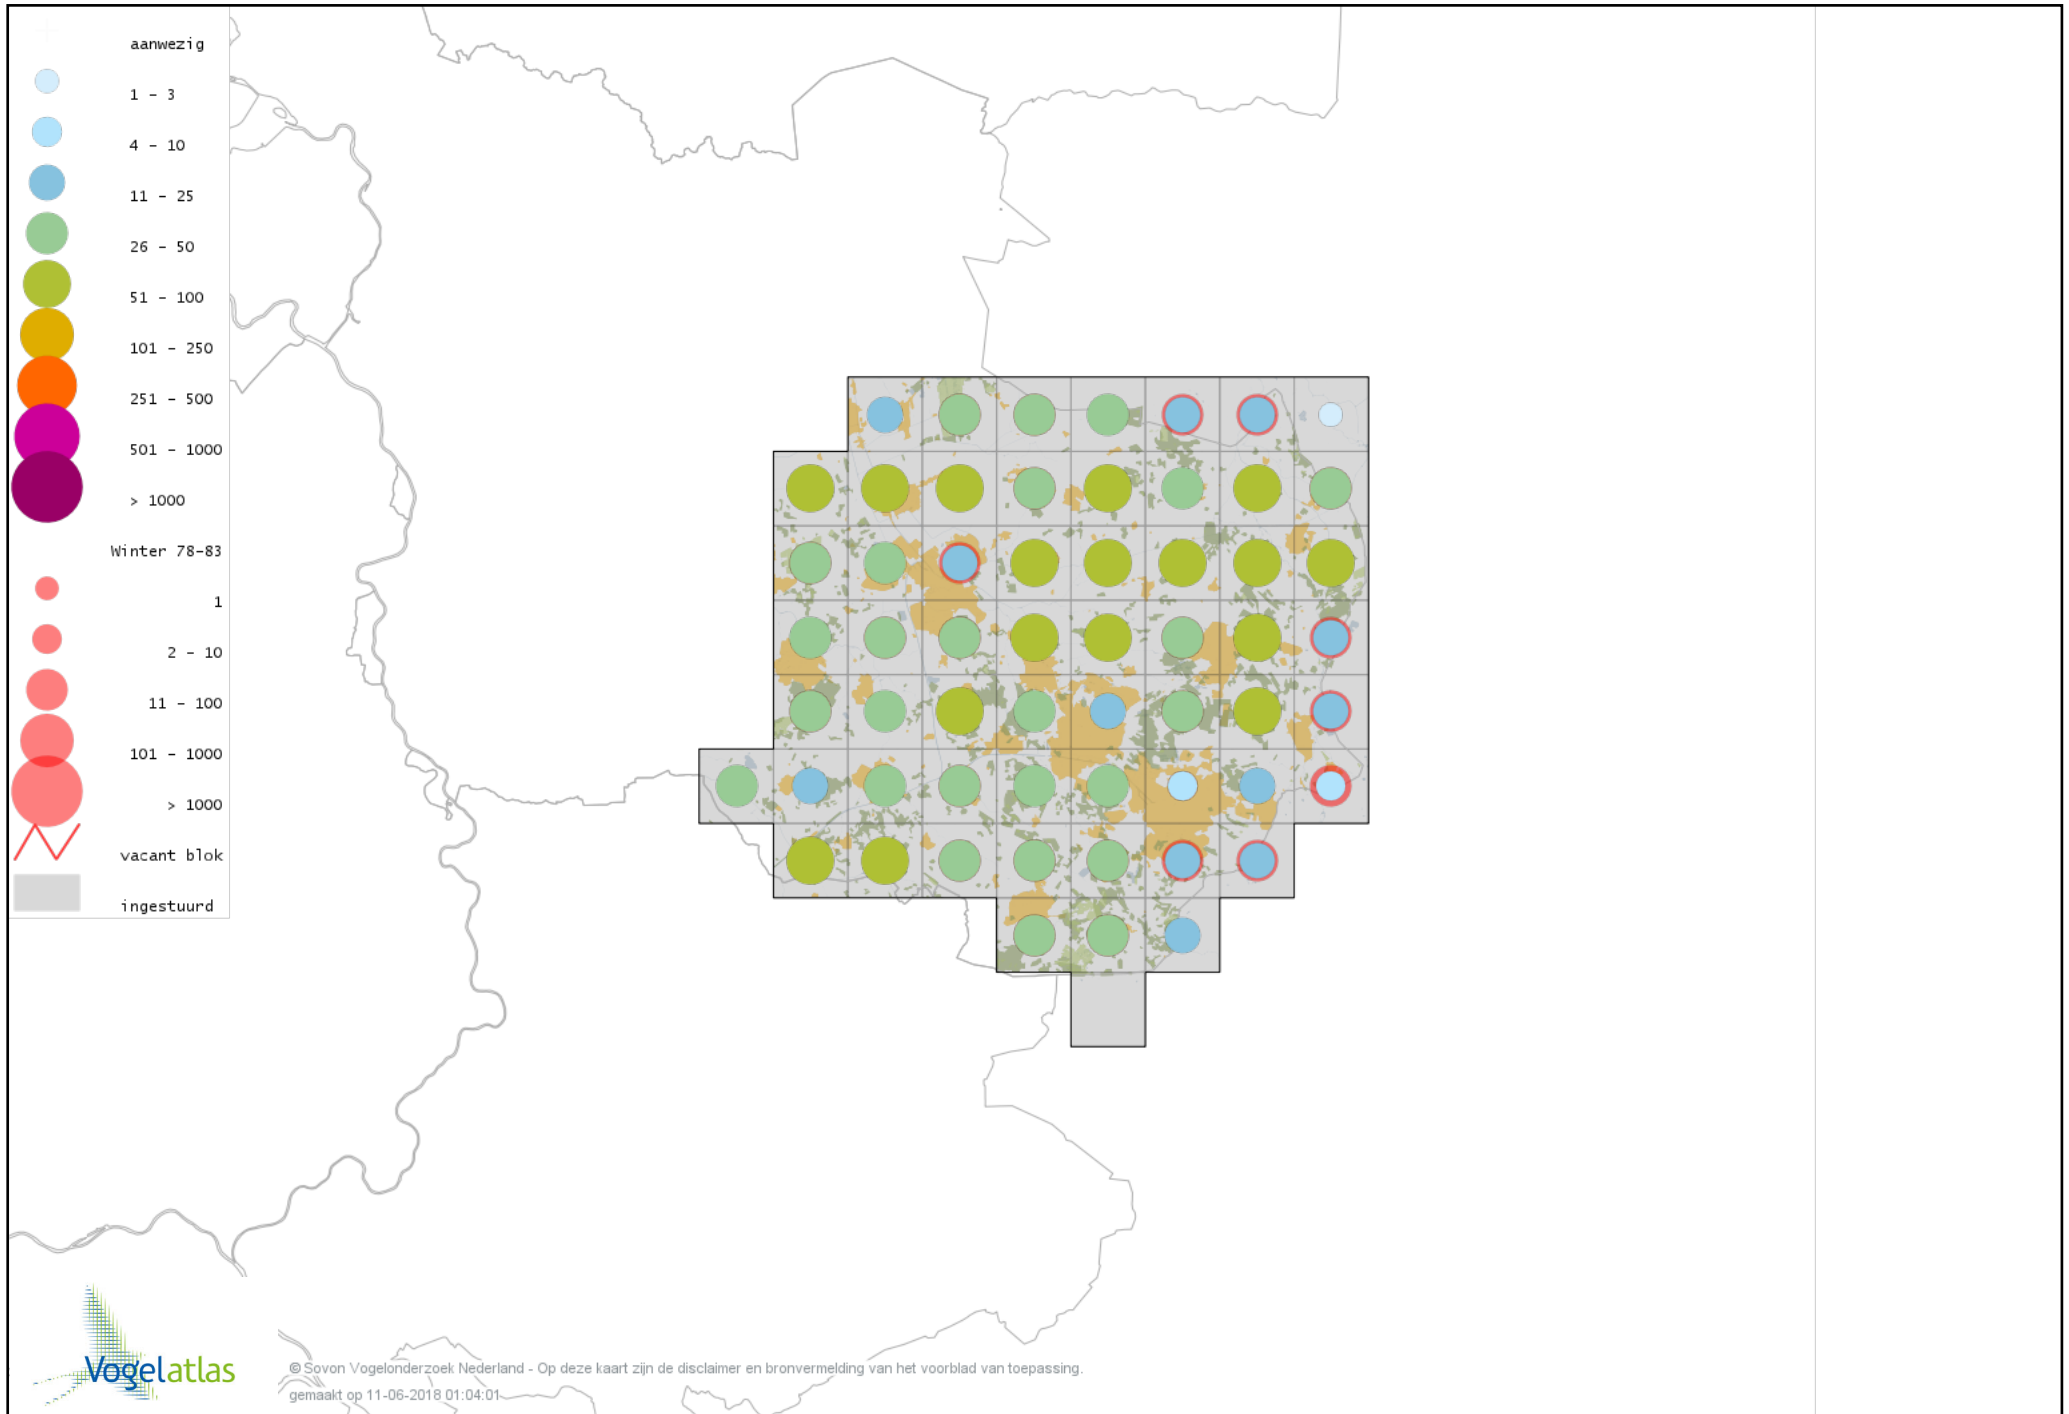 aanwezig
1 - 3
4 - 10
11 - 25
26 - 50
51 - 100
101 - 250
251 - 500
501 - 1000
> 1000
Winter 78-83
1
2 - 10
11 - 100
101 - 1000
> 1000
vacant blok
ingestuurd
Vogelatlas
© Sovon Vogelonderzoek Nederland - Op deze kaart zijn de disclaimer en bronvermelding van het voorblad van toepassing.
gemaakt op 11-06-2018 01:04:01